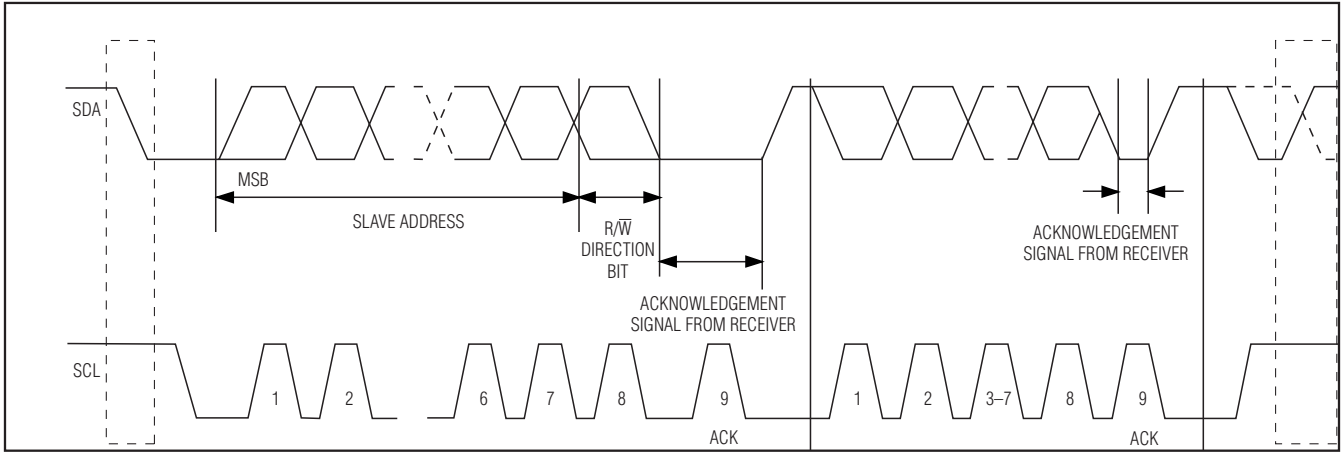 SDA
MSB
SLAVE ADDRESS
R/W̅
DIRECTION
BIT
ACKNOWLEDGEMENT
SIGNAL FROM RECEIVER
ACKNOWLEDGEMENT
SIGNAL FROM RECEIVER
SCL
1 2 6 7 8 9 1 2 3–7 8 9
ACK ACK